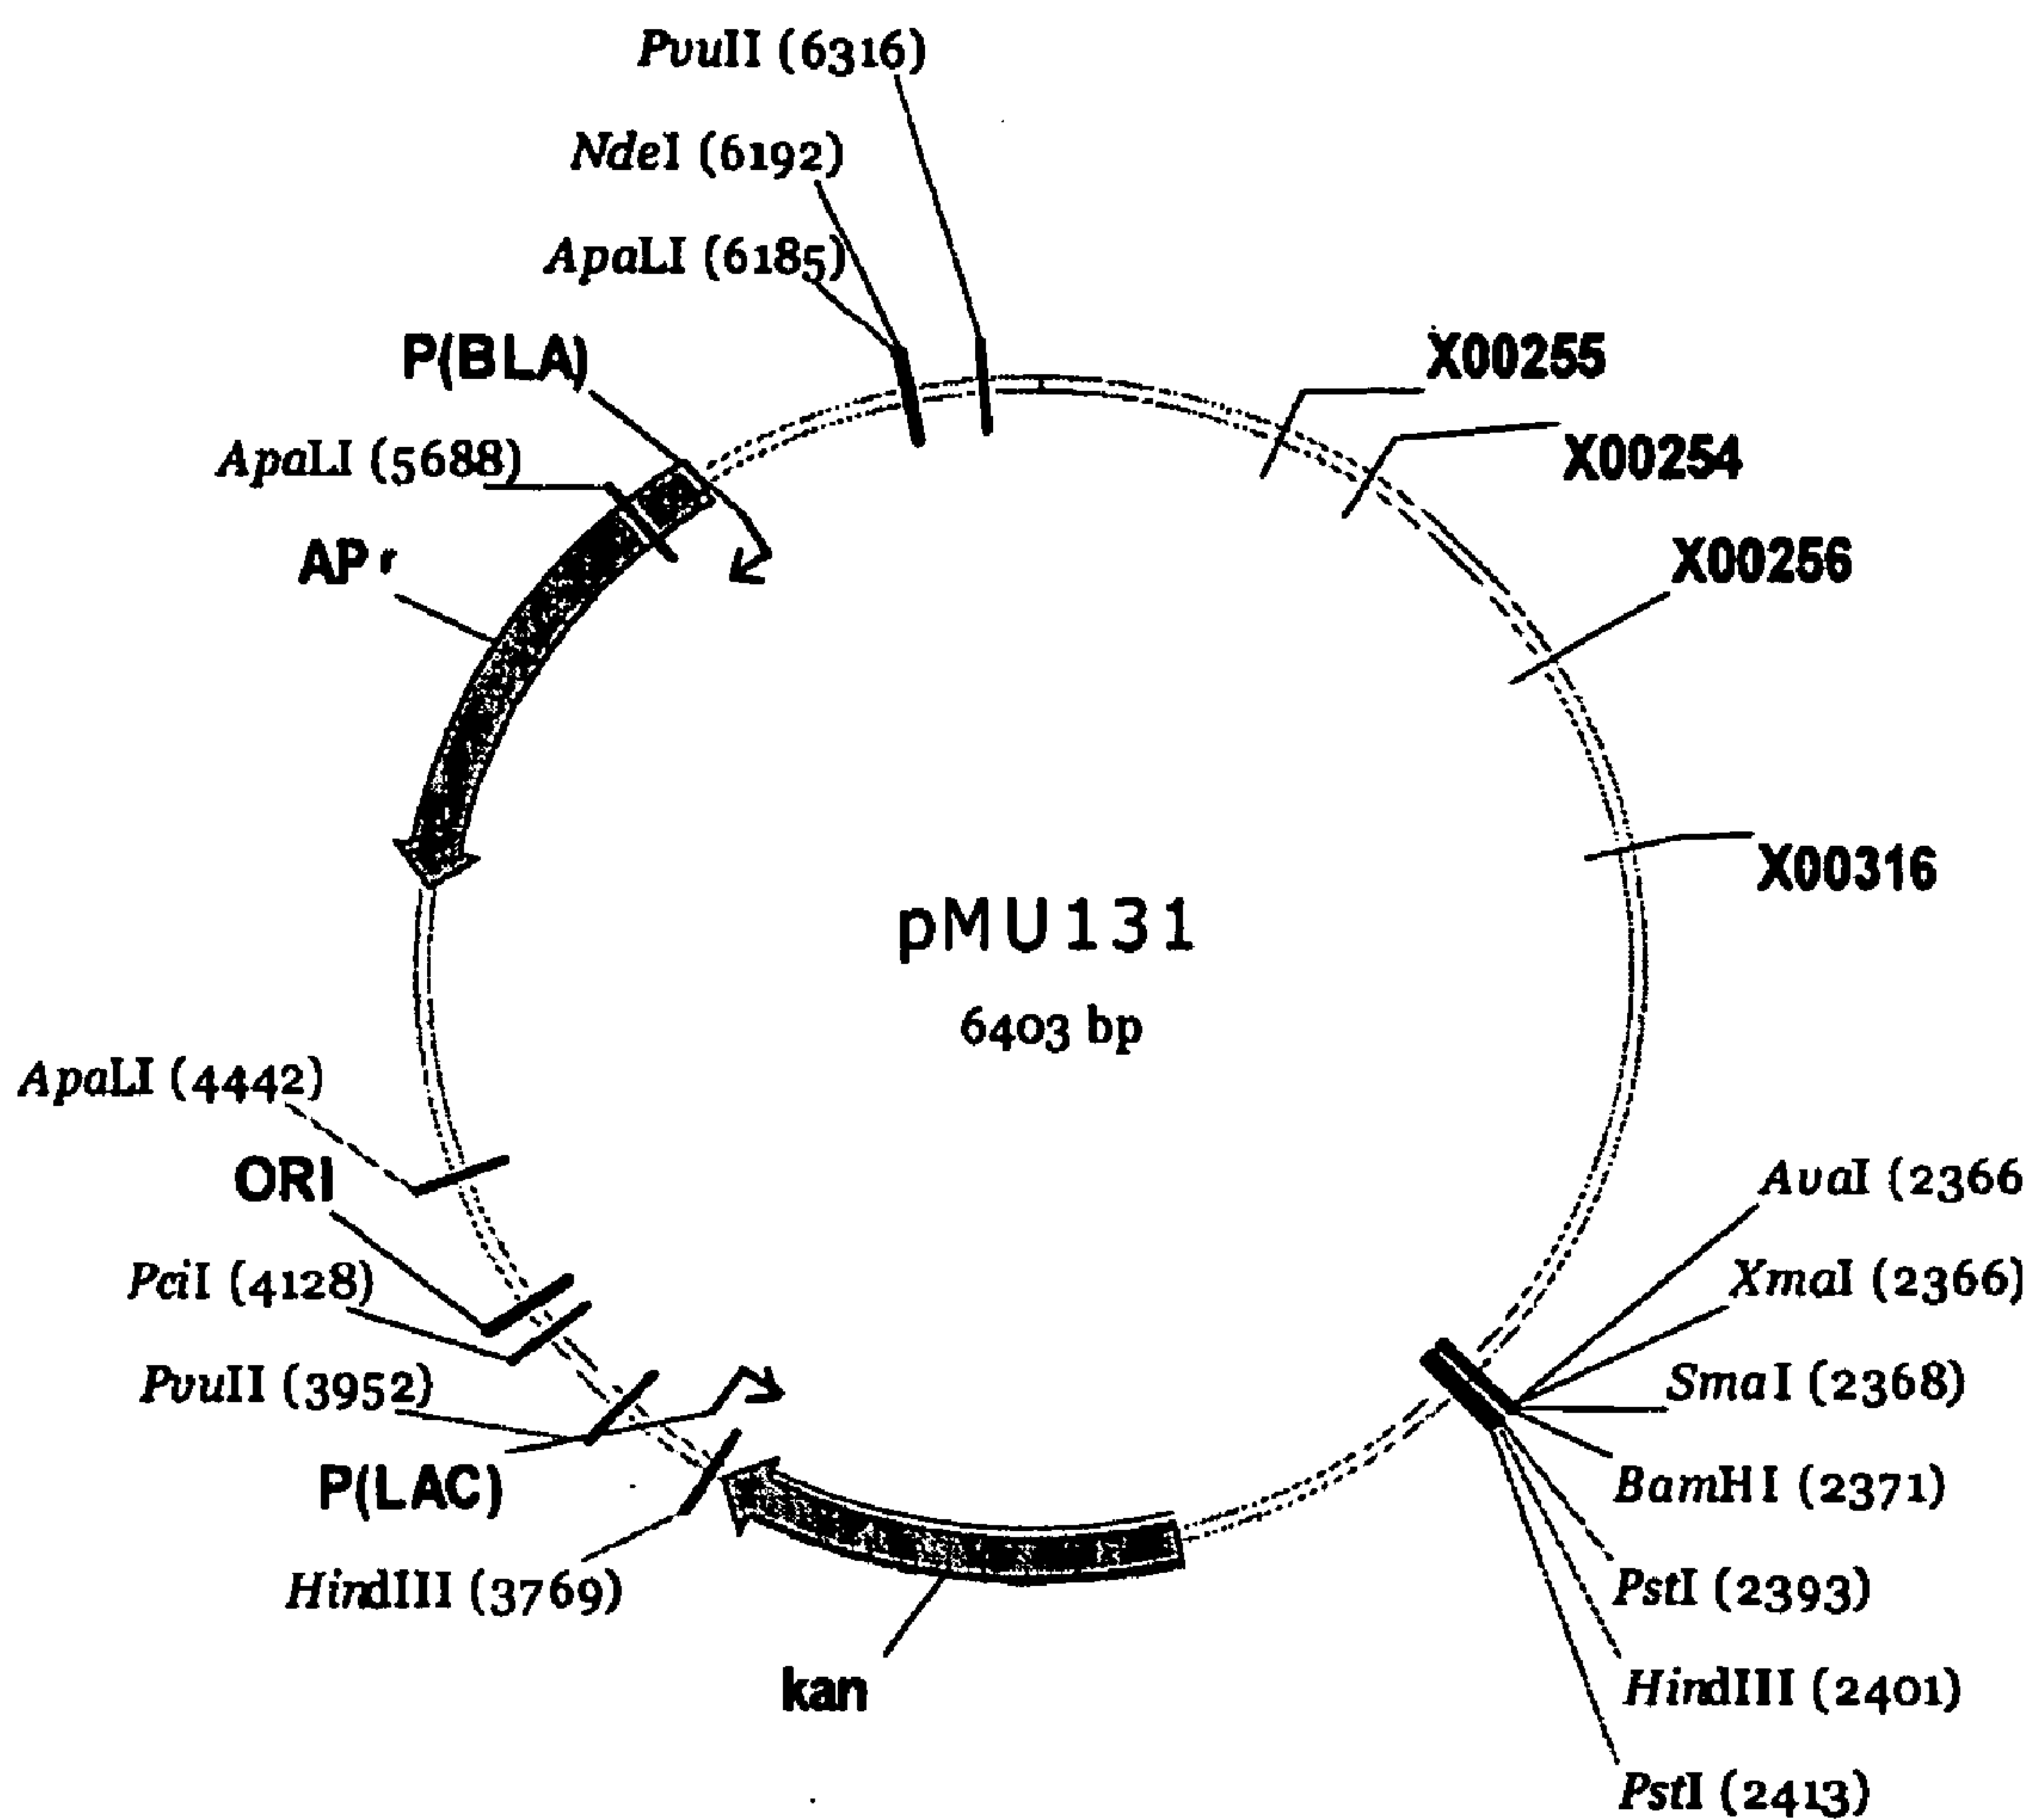 PvuII (6316)
NdeI (6192)
ApaLI (6185)
P(BLA)
X00255
ApaLI (5688)
X00254
APr
X00256
X00316
pMU131
6403 bp
ApaLI (4442)
ORI
AvaI (2366
PciI (4128)
XmaI (2366)
PvuII (3952)
SmaI (2368)
P(LAC)
BamHI (2371)
HindIII (3769)
PstI (2393)
kan
HindIII (2401)
PstI (2413)